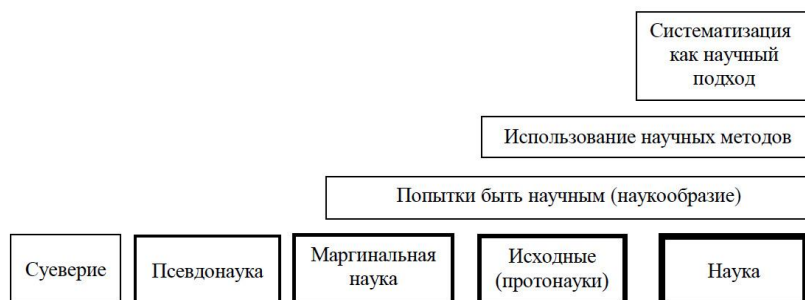 Систематизация
как научный
подход
Использование научных методов
Попытки быть научным (наукообразие)
Суеверие
Псевдонаука
Маргинальная
наука
Исходные
(протонауки)
Наука